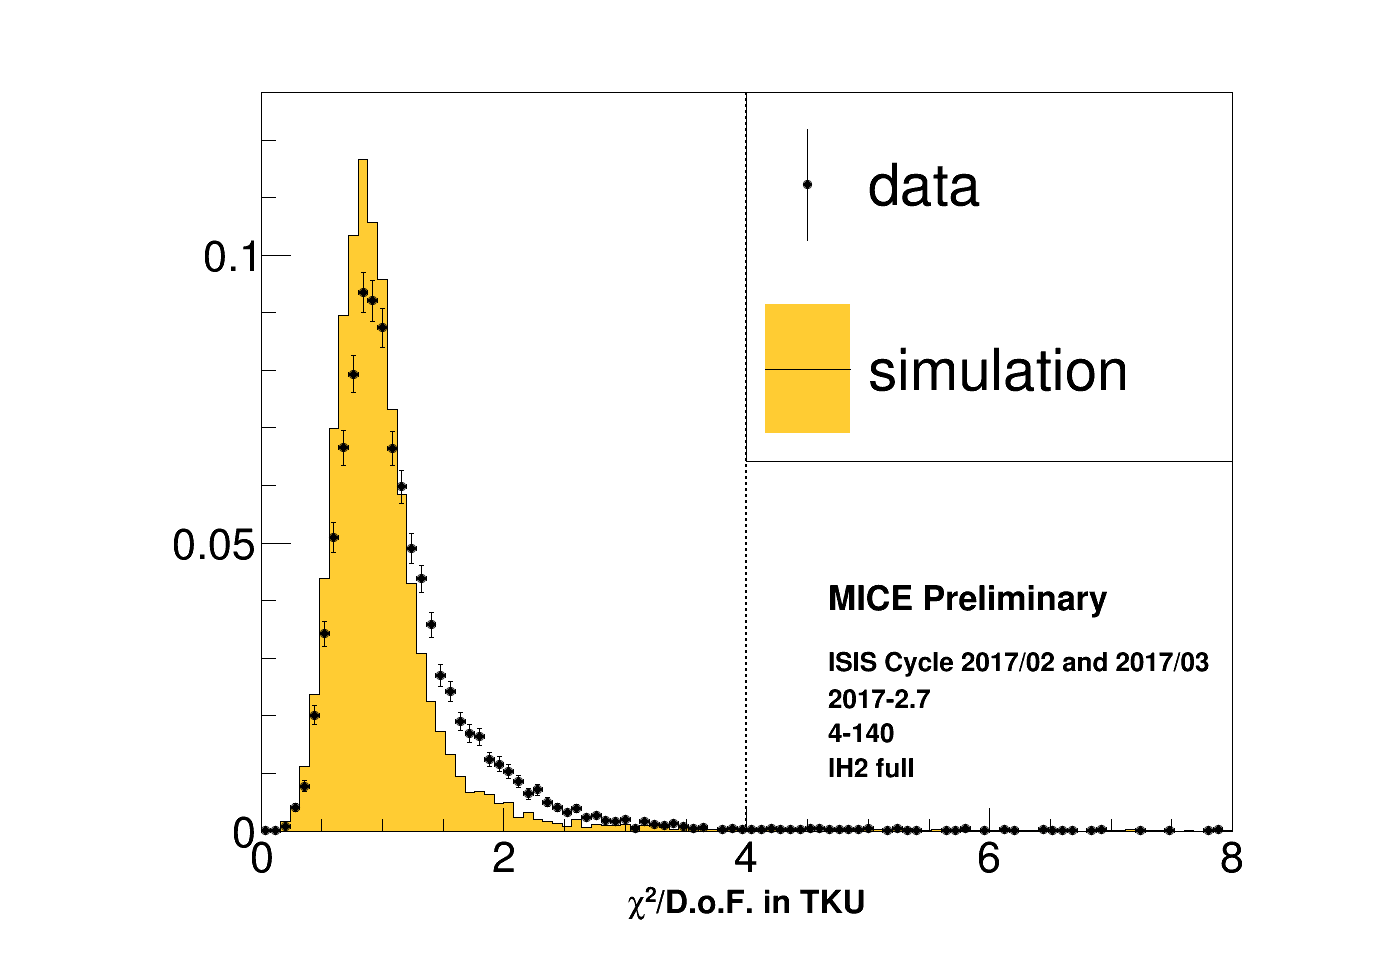 data
simulation
0.1
0.05
0
MICE Preliminary
ISIS Cycle 2017/02 and 2017/03
2017-2.7
4-140
IH2 full
0 2 4 6 8
χ²/D.o.F. in TKU